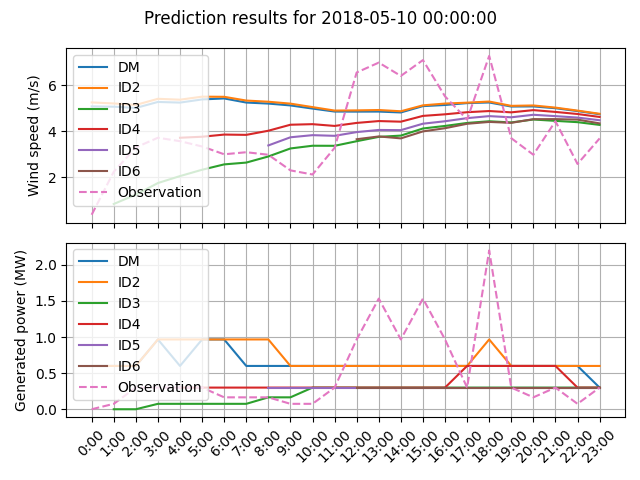 Prediction results for 2018-05-10 00:00:00
Wind speed (m/s)
6
4
2
DM
ID2
ID3
ID4
ID5
ID6
Observation
Generated power (MW)
2.0
1.5
1.0
0.5
0.0
DM
ID2
ID3
ID4
ID5
ID6
Observation
0:00
1:00
2:00
3:00
4:00
5:00
6:00
7:00
8:00
9:00
10:00
11:00
12:00
13:00
14:00
15:00
16:00
17:00
18:00
19:00
20:00
21:00
22:00
23:00